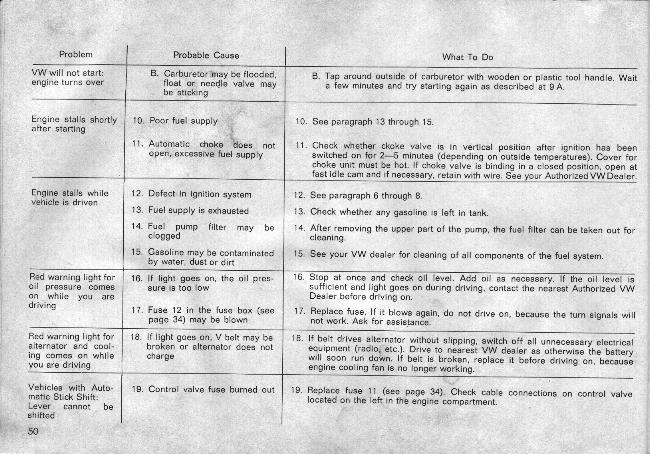 Problem
Probable Cause
What To Do
VW will not start:
engine turns over
B. Carburetor may be flooded,
float or needle valve may
be sticking
B. Tap around outside of carburetor with wooden or plastic tool handle. Wait
a few minutes and try starting again as described at 9 A.
Engine stalls shortly
after starting
10. Poor fuel supply
10. See paragraph 13 through 15.
11. Automatic choke does not
open, excessive fuel supply
11. Check whether choke valve is in vertical position after ignition has been
switched on for 2—5 minutes (depending on outside temperatures). Cover for
choke unit must be hot. If choke valve is binding in a closed position, open at
fast idle cam and if necessary, retain with wire. See your Authorized VW Dealer.
Engine stalls while
vehicle is driven
12. Defect in ignition system
12. See paragraph 6 through 8.
13. Fuel supply is exhausted
13. Check whether any gasoline is left in tank.
14. Fuel pump filter may be
clogged
14. After removing the upper part of the pump, the fuel filter can be taken out for
cleaning.
15. Gasoline may be contaminated
by water, dust or dirt
15. See your VW dealer for cleaning of all components of the fuel system.
Red warning light for
oil pressure comes
on while you are
driving
16. If light goes on, the oil pres-
sure is too low
16. Stop at once and check oil level. Add oil as necessary. If the oil level is
sufficient and light goes on during driving, contact the nearest Authorized VW
Dealer before driving on.
17. Fuse 12 in the fuse box (see
page 34) may be blown
17. Replace fuse. If it blows again, do not drive on, because the turn signals will
not work. Ask for assistance.
Red warning light for
alternator and cool-
ing comes on while
you are driving
18. If light goes on, V belt may be
broken or alternator does not
charge
18. If belt drives alternator without slipping, switch off all unnecessary electrical
equipment (radio, etc.). Drive to nearest VW dealer as otherwise the battery
will soon run down. If belt is broken, replace it before driving on, because
engine cooling fan is no longer working.
Vehicles with Auto-
matic Stick Shift:
Lever cannot be
shifted
19. Control valve fuse burned out
19. Replace fuse 11 (see page 34). Check cable connections on control valve
located on the left in the engine compartment.
50